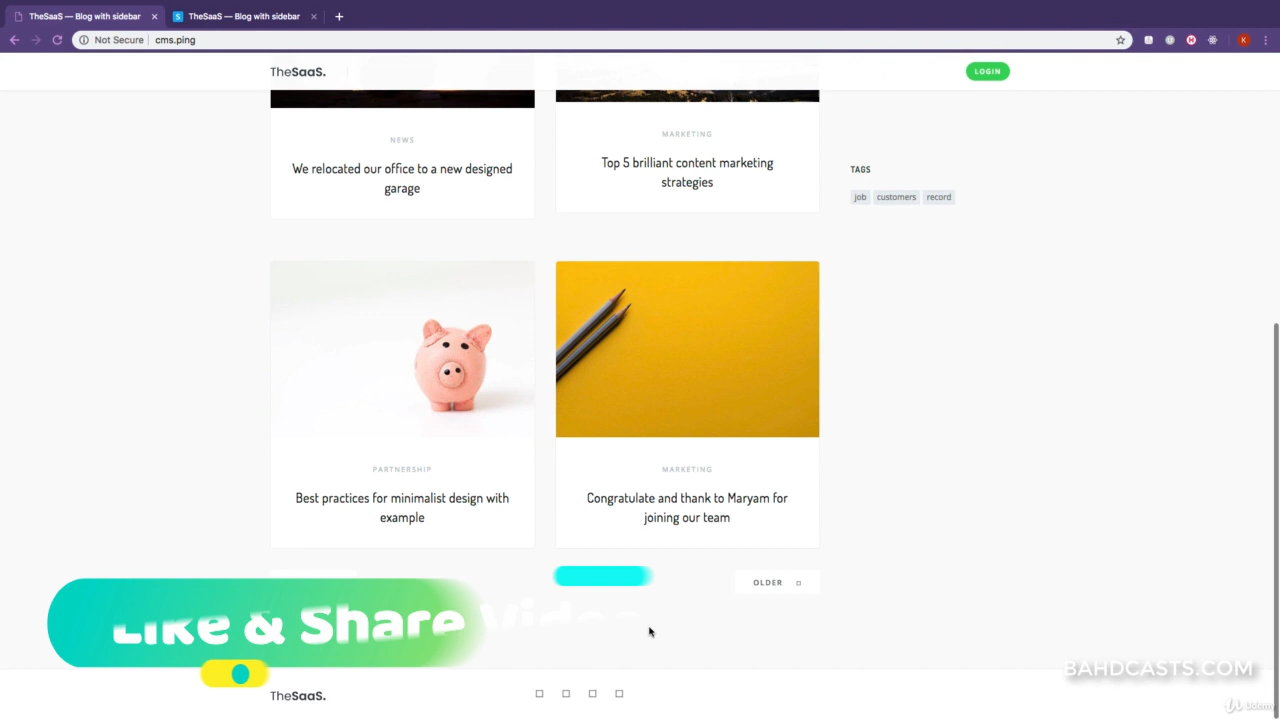 TheSaaS — Blog with sidebar
TheSaaS — Blog with sidebar
Not Secure | cms.ping
K
TheSaaS.
LOGIN
NEWS
We relocated our office to a new designed
garage
MARKETING
Top 5 brilliant content marketing
strategies
TAGS
job customers record
PARTNERSHIP
Best practices for minimalist design with
example
MARKETING
Congratulate and thank to Maryam for
joining our team
OLDER
Like & Share Video
BAHDCASTS.COM
TheSaaS.
Udemy